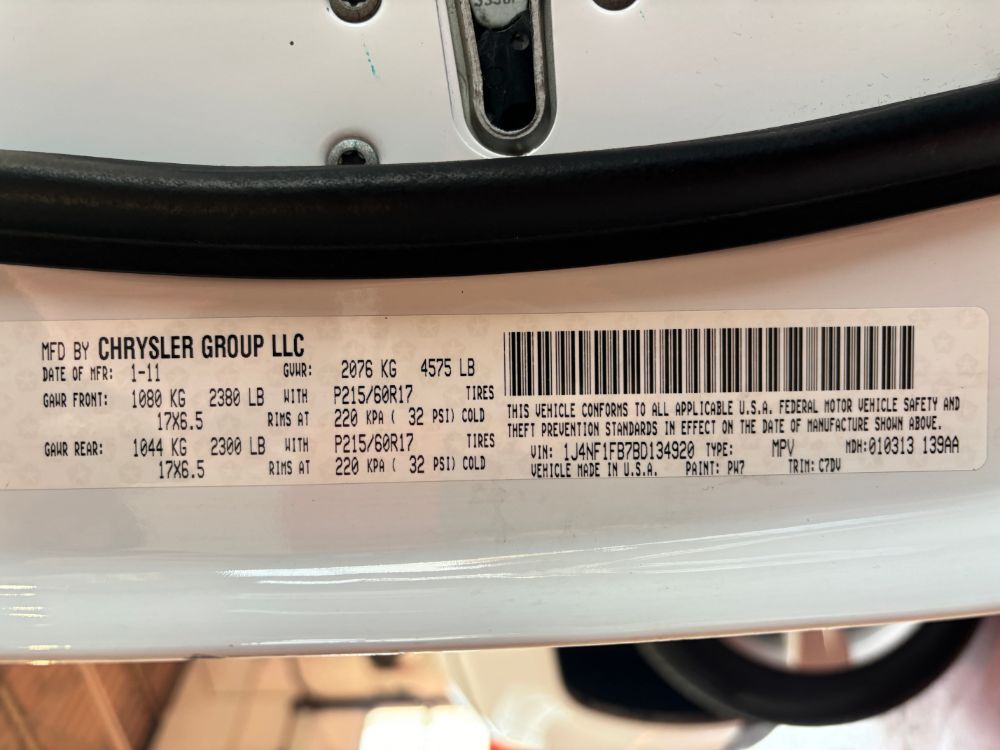 MFD BY CHRYSLER GROUP LLC
DATE OF MFR: 1-11 GVWR: 2076 KG 4575 LB
GAWR FRONT: 1080 KG 2380 LB WITH P215/60R17 TIRES
17X6.5 RIMS AT 220 KPA ( 32 PSI) COLD
GAWR REAR: 1044 KG 2300 LB WITH P215/60R17 TIRES
17X6.5 RIMS AT 220 KPA ( 32 PSI) COLD
THIS VEHICLE CONFORMS TO ALL APPLICABLE U.S.A. FEDERAL MOTOR VEHICLE SAFETY AND
THEFT PREVENTION STANDARDS IN EFFECT ON THE DATE OF MANUFACTURE SHOWN ABOVE.
VIN: 1J4NF1FB7BD134920 TYPE: MPV MDH:010313 139AA
VEHICLE MADE IN U.S.A. PAINT: PW7 TRIM: C7DV